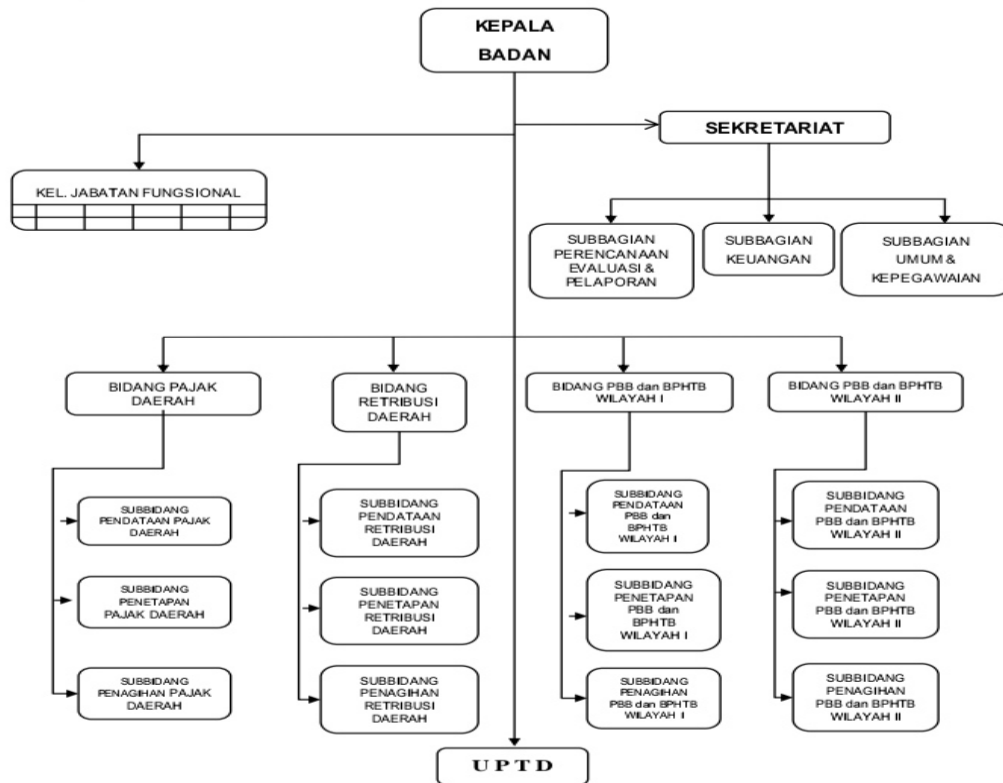 KEPALA
BADAN
SEKRETARIAT
KEL. JABATAN FUNGSIONAL
SUBBAGIAN
PERENCANAAN
EVALUASI &
PELAPORAN
SUBBAGIAN
KEUANGAN
SUBBAGIAN
UMUM &
KEPEGAWAIAN
BIDANG PAJAK
DAERAH
BIDANG
RETRIBUSI
DAERAH
BIDANG PBB dan BPHTB
WILAYAH I
BIDANG PBB dan BPHTB
WILAYAH II
SUBBIDANG
PENDATAAN PAJAK
DAERAH
SUBBIDANG
PENDATAAN
RETRIBUSI
DAERAH
SUBBIDANG
PENDATAAN
PBB dan
BPHTB
WILAYAH I
SUBBIDANG
PENDATAAN
PBB dan BPHTB
WILAYAH II
SUBBIDANG
PENETAPAN
PAJAK DAERAH
SUBBIDANG
PENETAPAN
RETRIBUSI
DAERAH
SUBBIDANG
PENETAPAN
PBB dan
BPHTB
WILAYAH I
SUBBIDANG
PENETAPAN
PBB dan BPHTB
WILAYAH II
SUBBIDANG
PENAGIHAN PAJAK
DAERAH
SUBBIDANG
PENAGIHAN
RETRIBUSI
DAERAH
SUBBIDANG
PENAGIHAN
PBB dan BPHTB
WILAYAH I
SUBBIDANG
PENAGIHAN
PBB dan BPHTB
WILAYAH II
UPTD